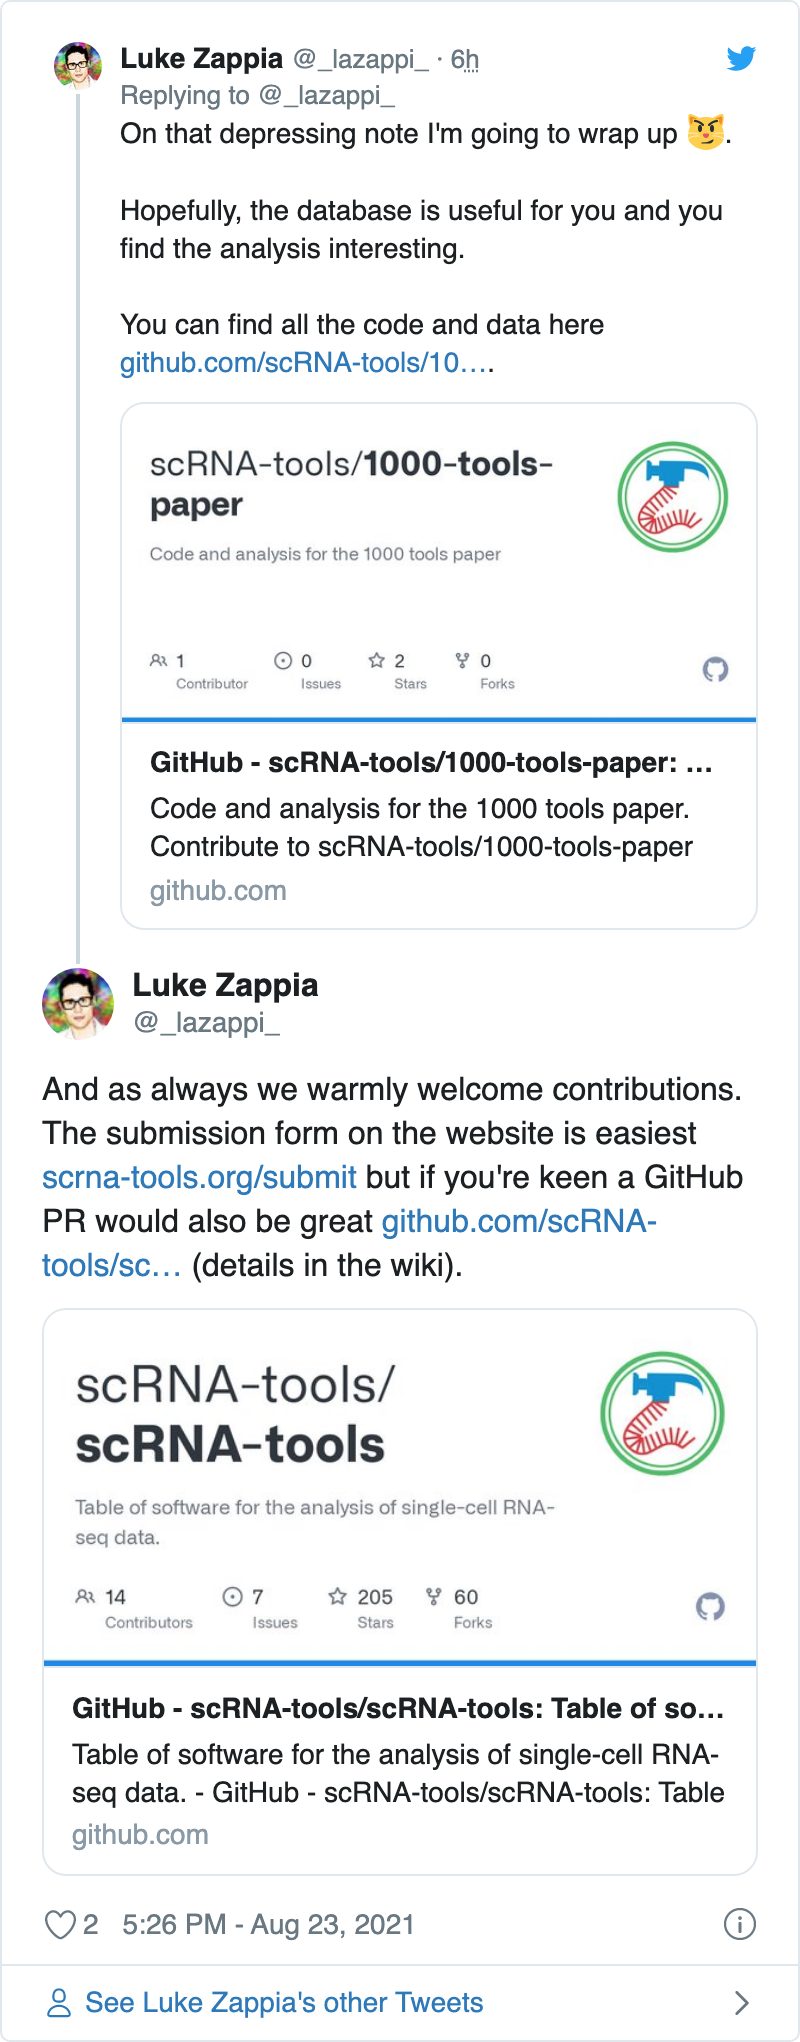 Luke Zappia @_lazappi_ · 6h
Replying to @_lazappi_
On that depressing note I'm going to wrap up 😼.
Hopefully, the database is useful for you and you
find the analysis interesting.
You can find all the code and data here
github.com/scRNA-tools/10….
scRNA-tools/1000-tools-
paper
Code and analysis for the 1000 tools paper
1 0 2 0
Contributor Issues Stars Forks
GitHub - scRNA-tools/1000-tools-paper: …
Code and analysis for the 1000 tools paper.
Contribute to scRNA-tools/1000-tools-paper
github.com
Luke Zappia
@_lazappi_
And as always we warmly welcome contributions.
The submission form on the website is easiest
scrna-tools.org/submit but if you're keen a GitHub
PR would also be great github.com/scRNA-
tools/sc… (details in the wiki).
scRNA-tools/
scRNA-tools
Table of software for the analysis of single-cell RNA-
seq data.
14 7 205 60
Contributors Issues Stars Forks
GitHub - scRNA-tools/scRNA-tools: Table of so…
Table of software for the analysis of single-cell RNA-
seq data. - GitHub - scRNA-tools/scRNA-tools: Table
github.com
2 5:26 PM - Aug 23, 2021
See Luke Zappia's other Tweets